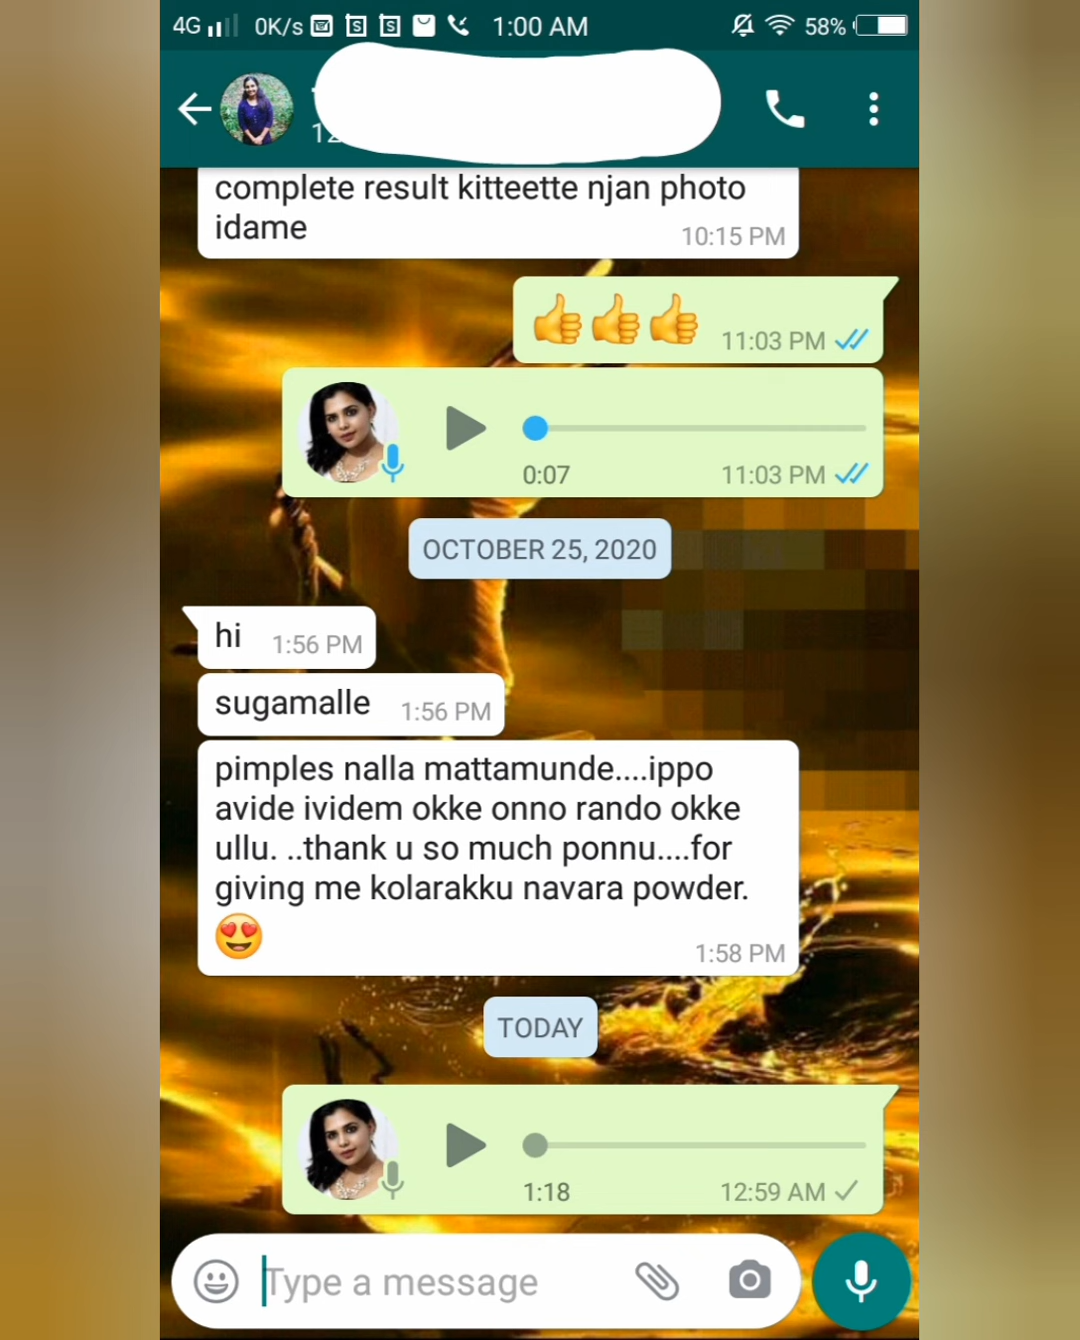 4G 0K/s 1:00 AM 58%
complete result kitteette njan photo
idame
10:15 PM
👍👍👍 11:03 PM
0:07 11:03 PM
OCTOBER 25, 2020
hi 1:56 PM
sugamalle 1:56 PM
pimples nalla mattamunde....ippo
avide ividem okke onno rando okke
ullu. ..thank u so much ponnu....for
giving me kolarakku navara powder.
😍 1:58 PM
TODAY
1:18 12:59 AM
Type a message